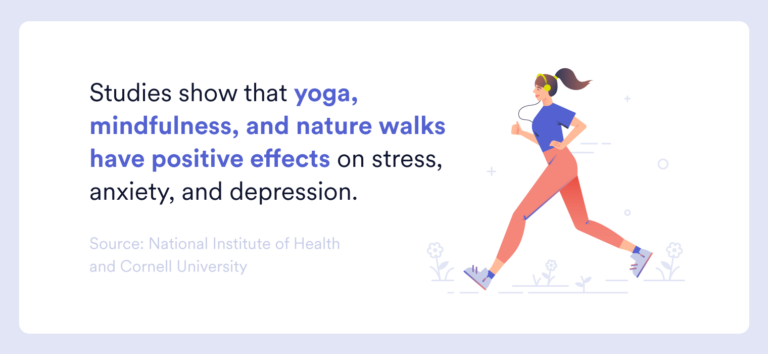 Studies show that yoga,
mindfulness, and nature walks
have positive effects on stress,
anxiety, and depression.
Source: National Institute of Health
and Cornell University